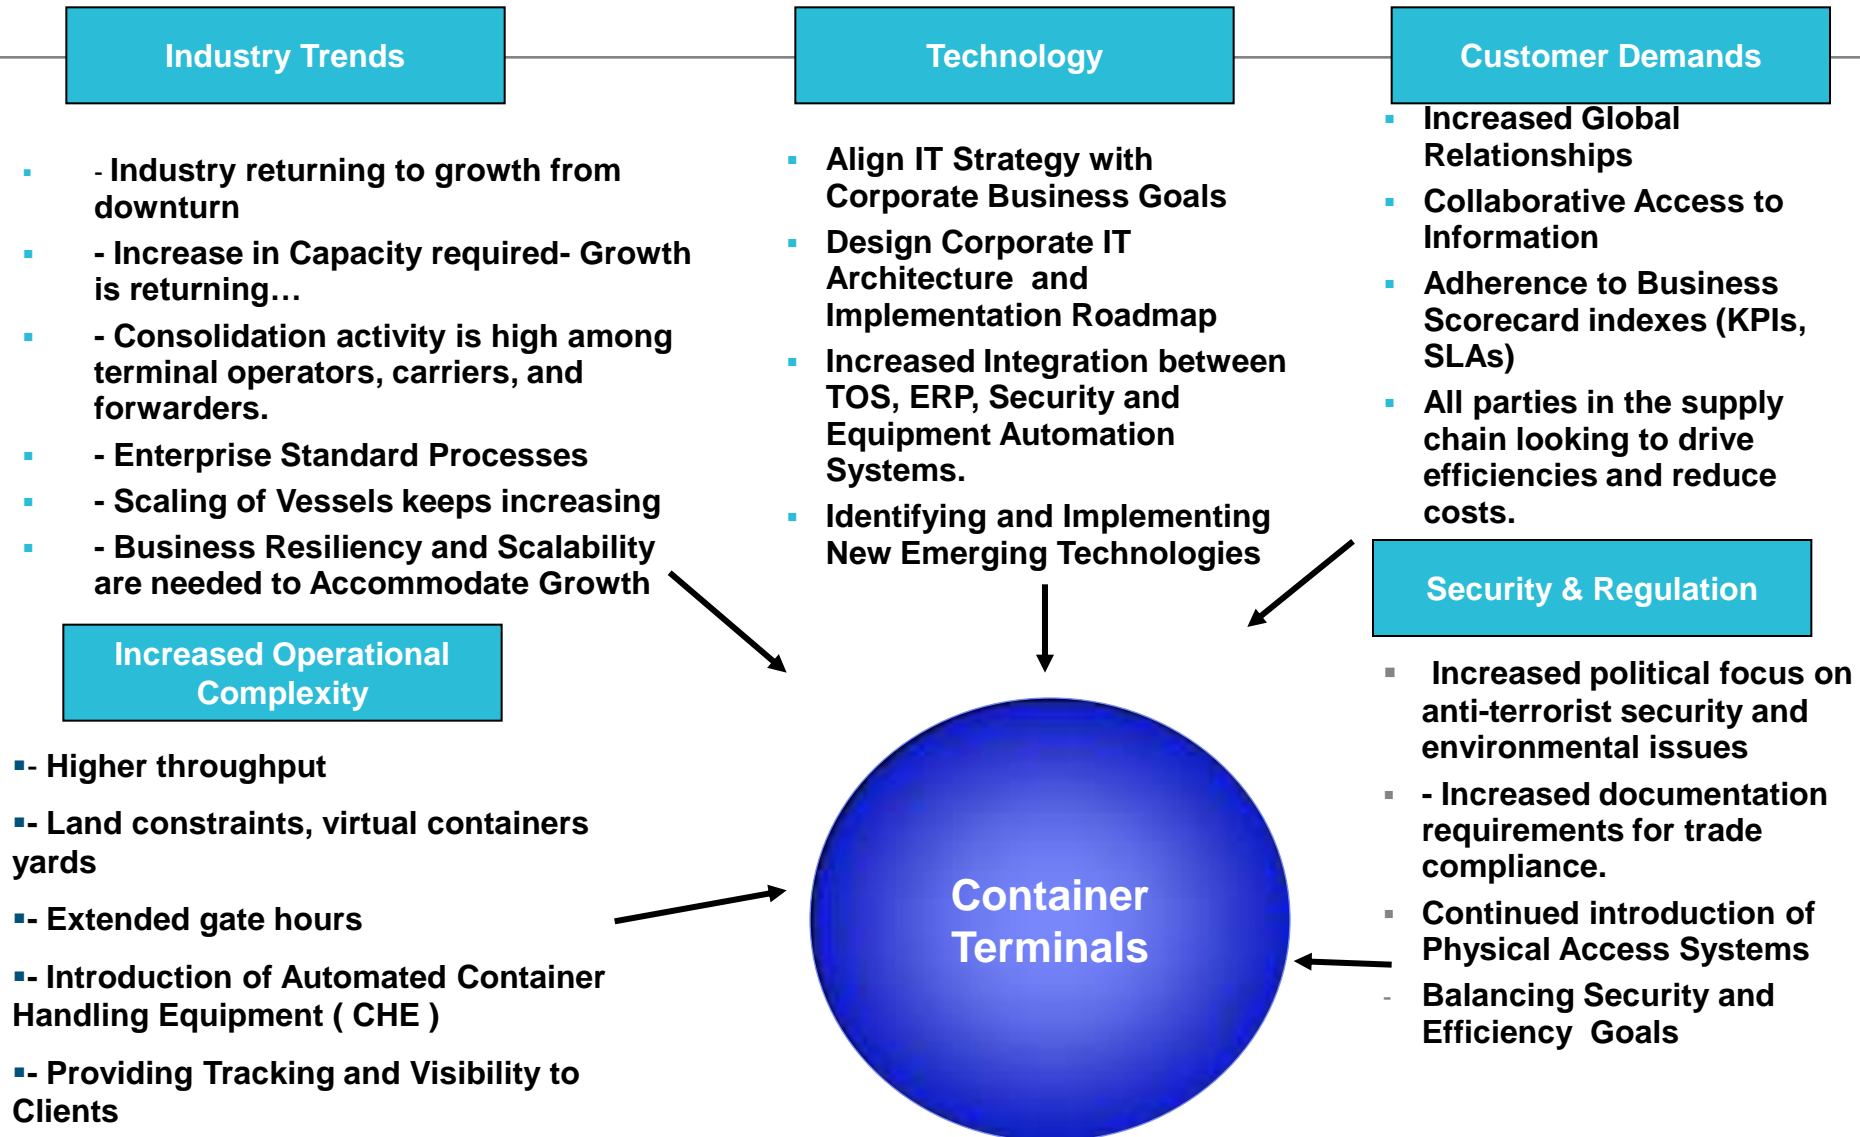 Industry Trends
- Industry returning to growth from
downturn
- Increase in Capacity required- Growth
is returning…
- Consolidation activity is high among
terminal operators, carriers, and
forwarders.
- Enterprise Standard Processes
- Scaling of Vessels keeps increasing
- Business Resiliency and Scalability
are needed to Accommodate Growth
Increased Operational
Complexity
- Higher throughput
- Land constraints, virtual containers
yards
- Extended gate hours
- Introduction of Automated Container
Handling Equipment ( CHE )
- Providing Tracking and Visibility to
Clients
Technology
Align IT Strategy with
Corporate Business Goals
Design Corporate IT
Architecture and
Implementation Roadmap
Increased Integration between
TOS, ERP, Security and
Equipment Automation
Systems.
Identifying and Implementing
New Emerging Technologies
Container
Terminals
Customer Demands
Increased Global
Relationships
Collaborative Access to
Information
Adherence to Business
Scorecard indexes (KPIs,
SLAs)
All parties in the supply
chain looking to drive
efficiencies and reduce
costs.
Security & Regulation
Increased political focus on
anti-terrorist security and
environmental issues
- Increased documentation
requirements for trade
compliance.
Continued introduction of
Physical Access Systems
- Balancing Security and
Efficiency Goals